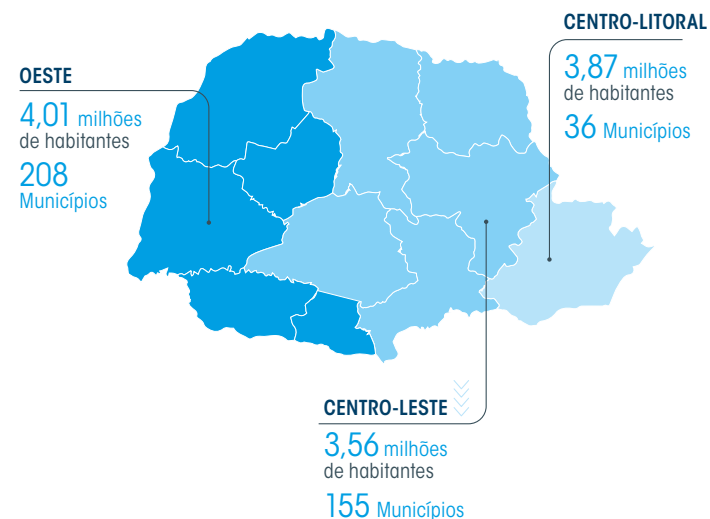 OESTE
4,01 milhões
de habitantes
208
Municípios
CENTRO-LITORAL
3,87 milhões
de habitantes
36 Municípios
CENTRO-LESTE
3,56 milhões
de habitantes
155 Municípios